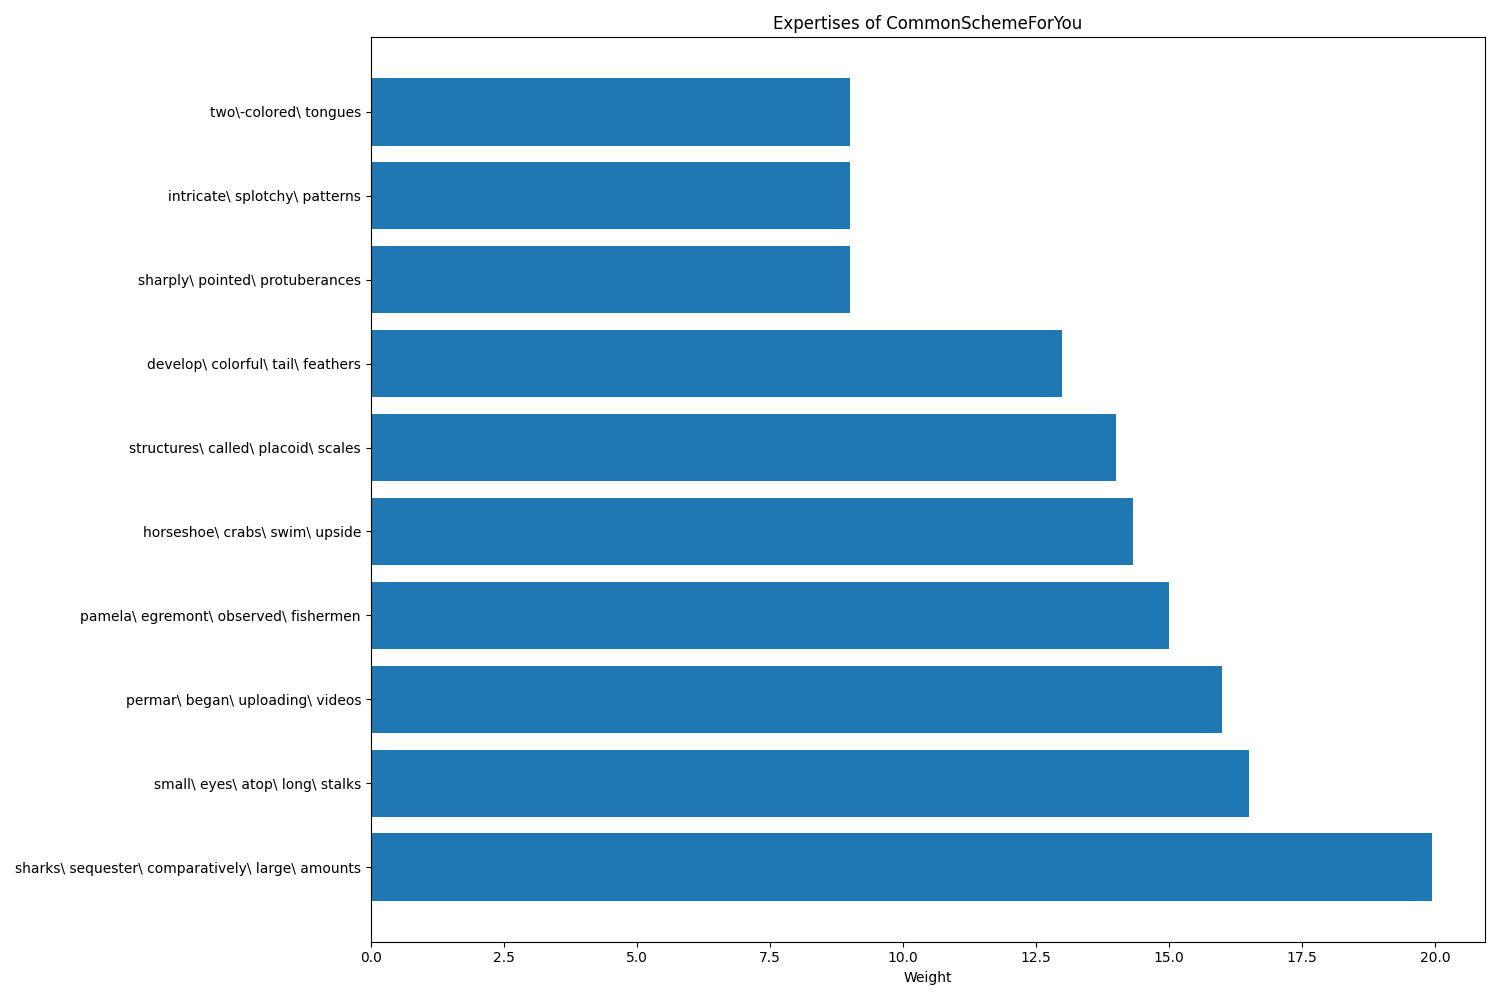 Expertises of CommonSchemeForYou
two\-colored\ tongues
intricate\ splotchy\ patterns
sharply\ pointed\ protuberances
develop\ colorful\ tail\ feathers
structures\ called\ placoid\ scales
horseshoe\ crabs\ swim\ upside
pamela\ egremont\ observed\ fishermen
permar\ began\ uploading\ videos
small\ eyes\ atop\ long\ stalks
sharks\ sequester\ comparatively\ large\ amounts
0.0 2.5 5.0 7.5 10.0 12.5 15.0 17.5 20.0
Weight